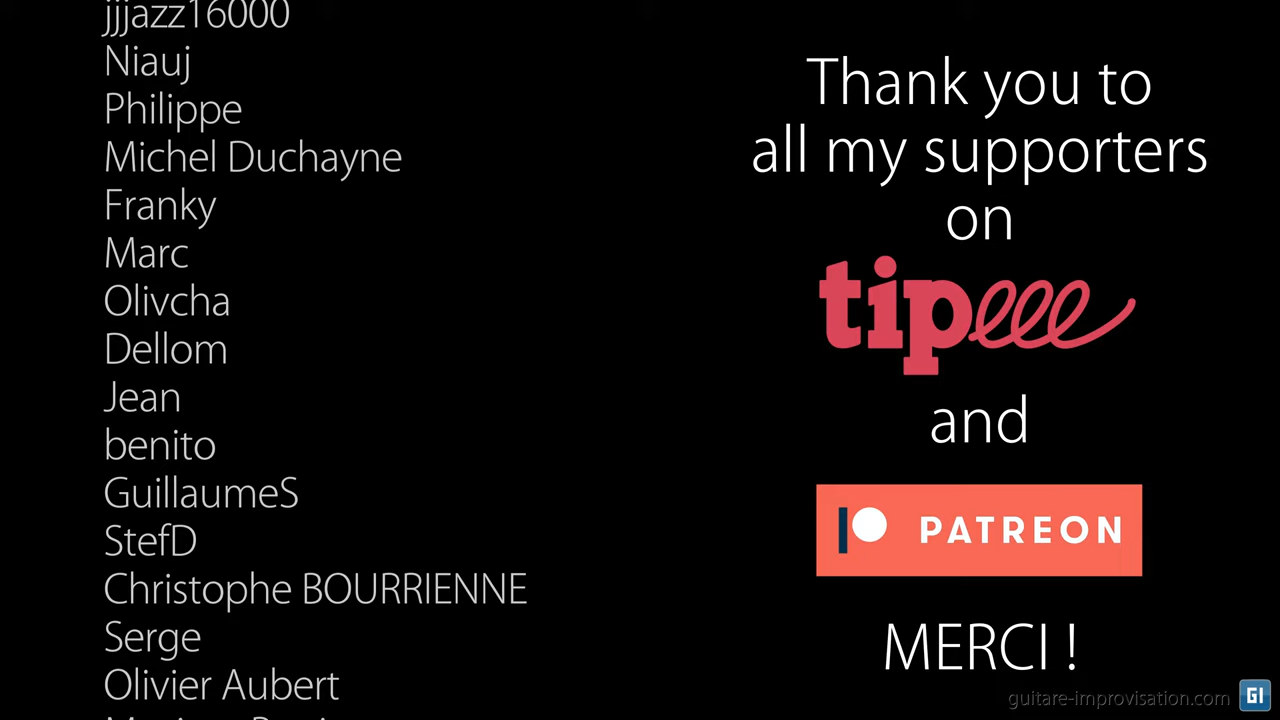 jjjazz16000
Niauj
Philippe
Michel Duchayne
Franky
Marc
Olivcha
Dellom
Jean
benito
GuillaumeS
StefD
Christophe BOURRIENNE
Serge
Olivier Aubert
Thank you to
all my supporters
on
tipeee
and
PATREON
MERCI !
guitare-improvisation.com
GI